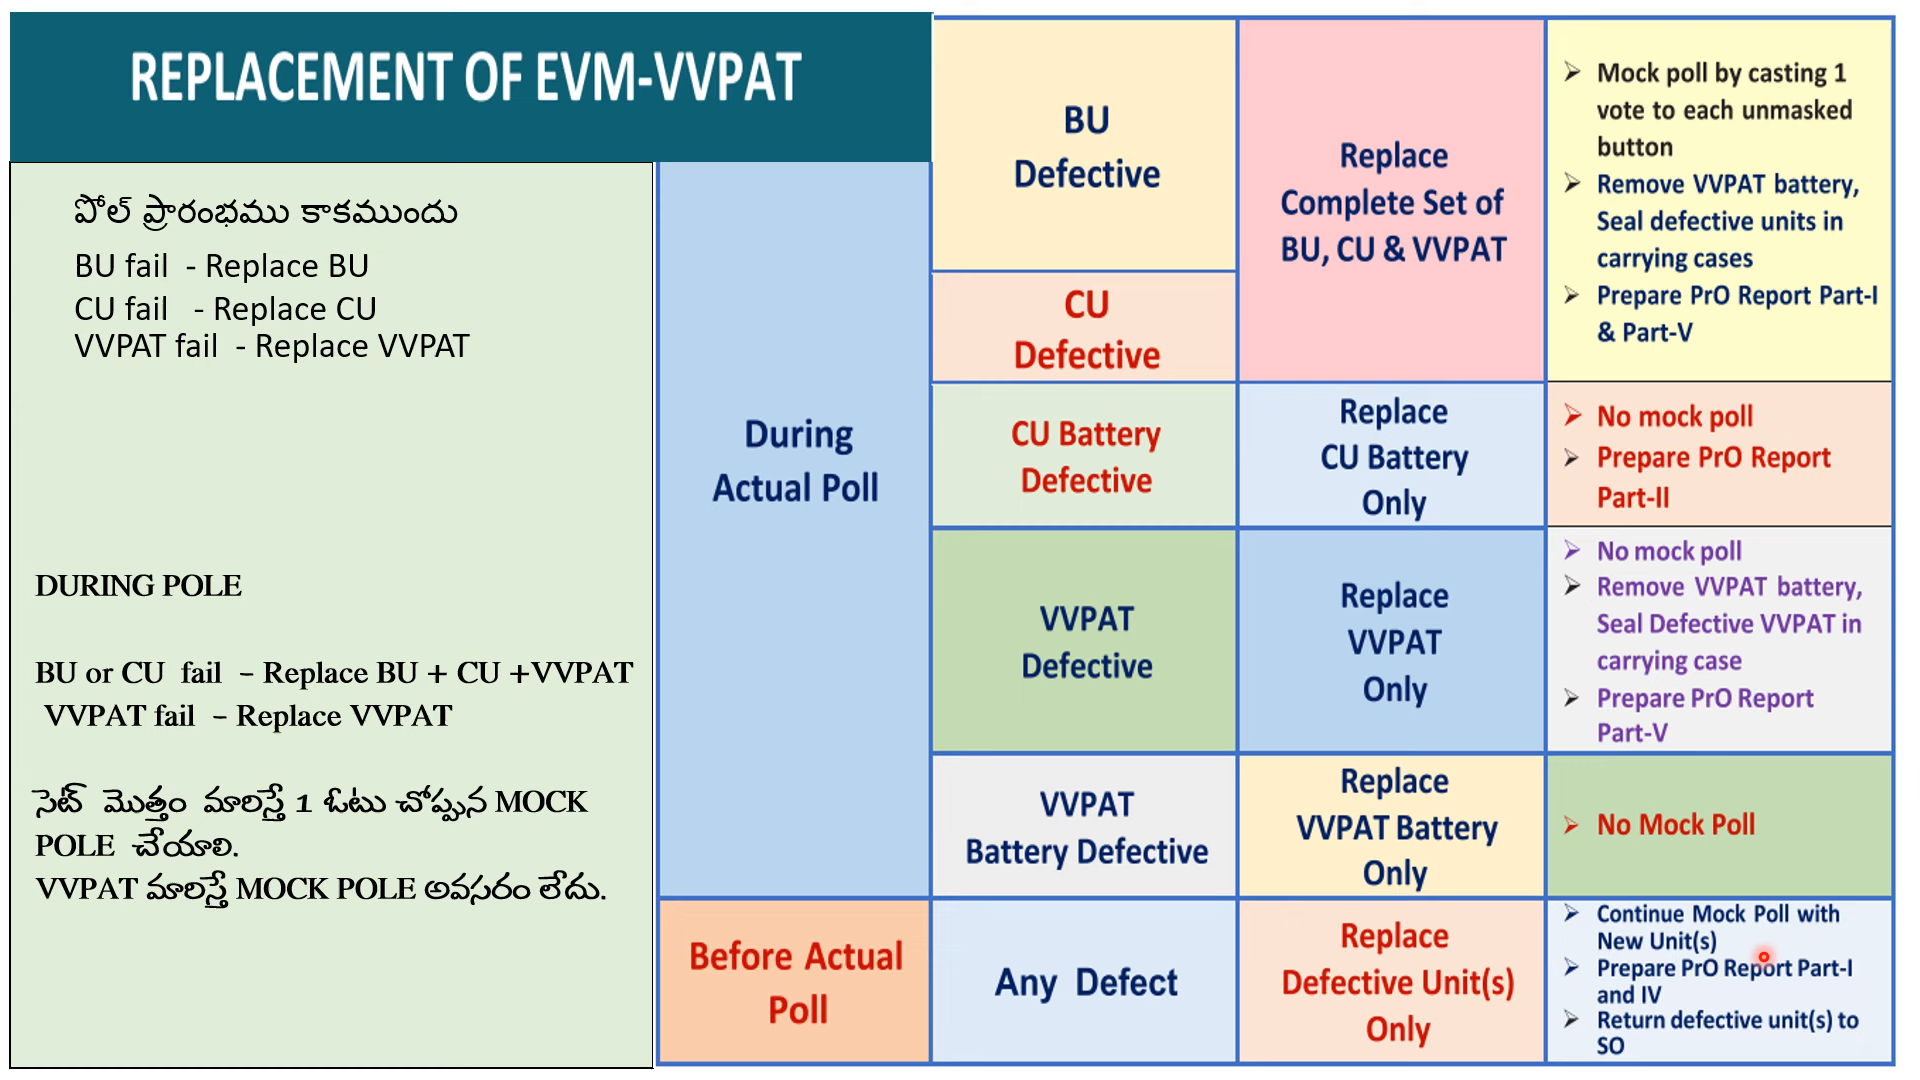 REPLACEMENT OF EVM-VVPAT
పోల్ ప్రారంభము కాకముందు
BU fail - Replace BU
CU fail - Replace CU
VVPAT fail - Replace VVPAT
DURING POLE
BU or CU fail – Replace BU + CU +VVPAT
VVPAT fail – Replace VVPAT
సెట్ మొత్తం మారిస్తే 1 ఓటు చోప్పున MOCK
POLE చేయాలి.
VVPAT మారిస్తే MOCK POLE అవసరం లేదు.
During
Actual Poll
BU
Defective
Replace
Complete Set of
BU, CU & VVPAT
➢ Mock poll by casting 1
vote to each unmasked
button
➢ Remove VVPAT battery,
Seal defective units in
carrying cases
➢ Prepare PrO Report Part-I
& Part-V
CU
Defective
CU Battery
Defective
Replace
CU Battery
Only
➢ No mock poll
➢ Prepare PrO Report
Part-II
VVPAT
Defective
Replace
VVPAT
Only
➢ No mock poll
➢ Remove VVPAT battery,
Seal Defective VVPAT in
carrying case
➢ Prepare PrO Report
Part-V
VVPAT
Battery Defective
Replace
VVPAT Battery
Only
➢ No Mock Poll
Before Actual
Poll
Any Defect
Replace
Defective Unit(s)
Only
➢ Continue Mock Poll with
New Unit(s)
➢ Prepare PrO Report Part-I
and IV
➢ Return defective unit(s) to
SO